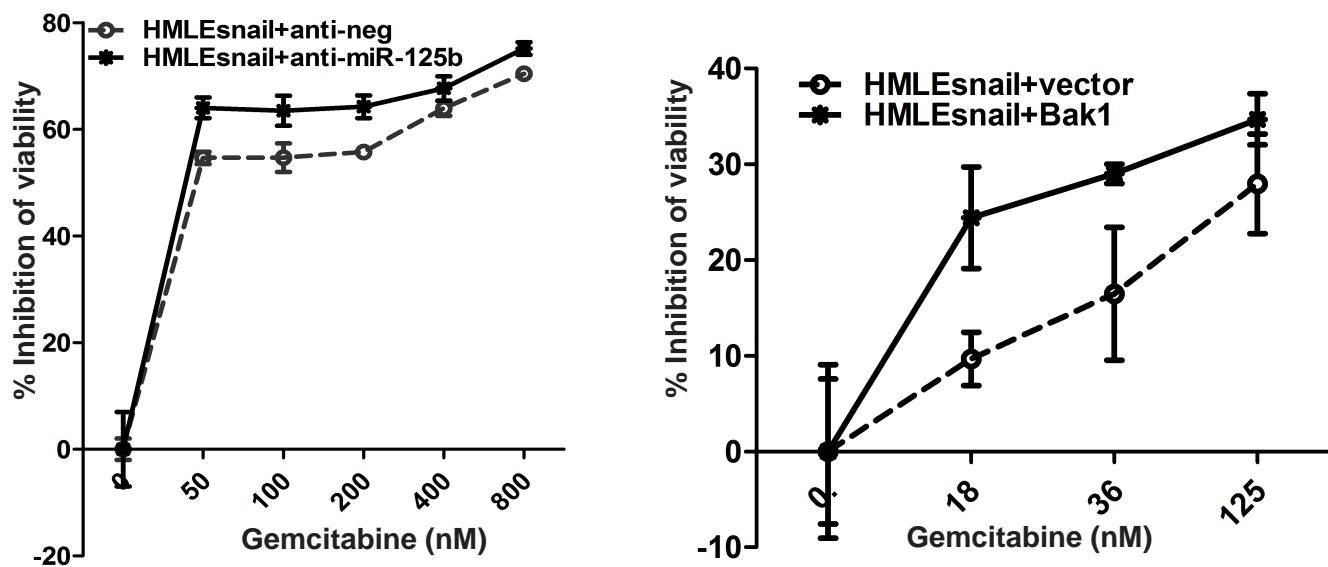 80
60
40
20
0
-20
% Inhibition of viability
HMLEsnail+anti-neg
HMLEsnail+anti-miR-125b
0
50
100
200
400
800
Gemcitabine (nM)
40
30
20
10
0
-10
% Inhibition of viability
HMLEsnail+vector
HMLEsnail+Bak1
0.
18
36
125
Gemcitabine (nM)